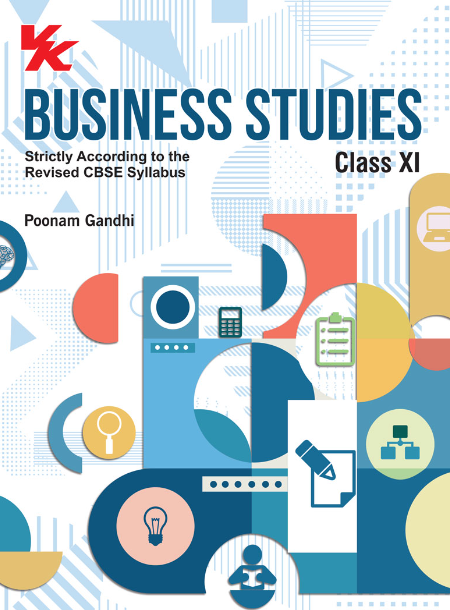 VK
BUSINESS STUDIES
Strictly According to the
Revised CBSE Syllabus
Class XI
Poonam Gandhi